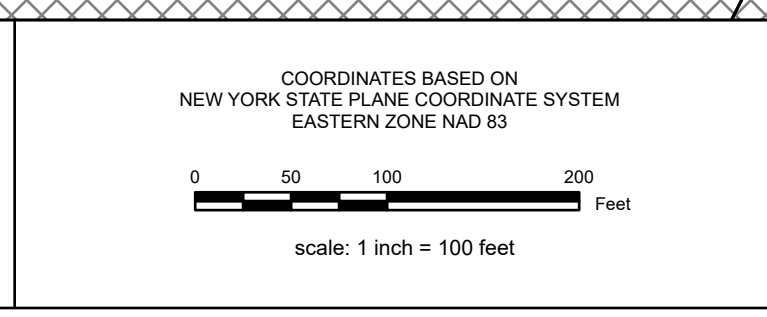 COORDINATES BASED ON
NEW YORK STATE PLANE COORDINATE SYSTEM
EASTERN ZONE NAD 83
0 50 100 200
Feet
scale: 1 inch = 100 feet